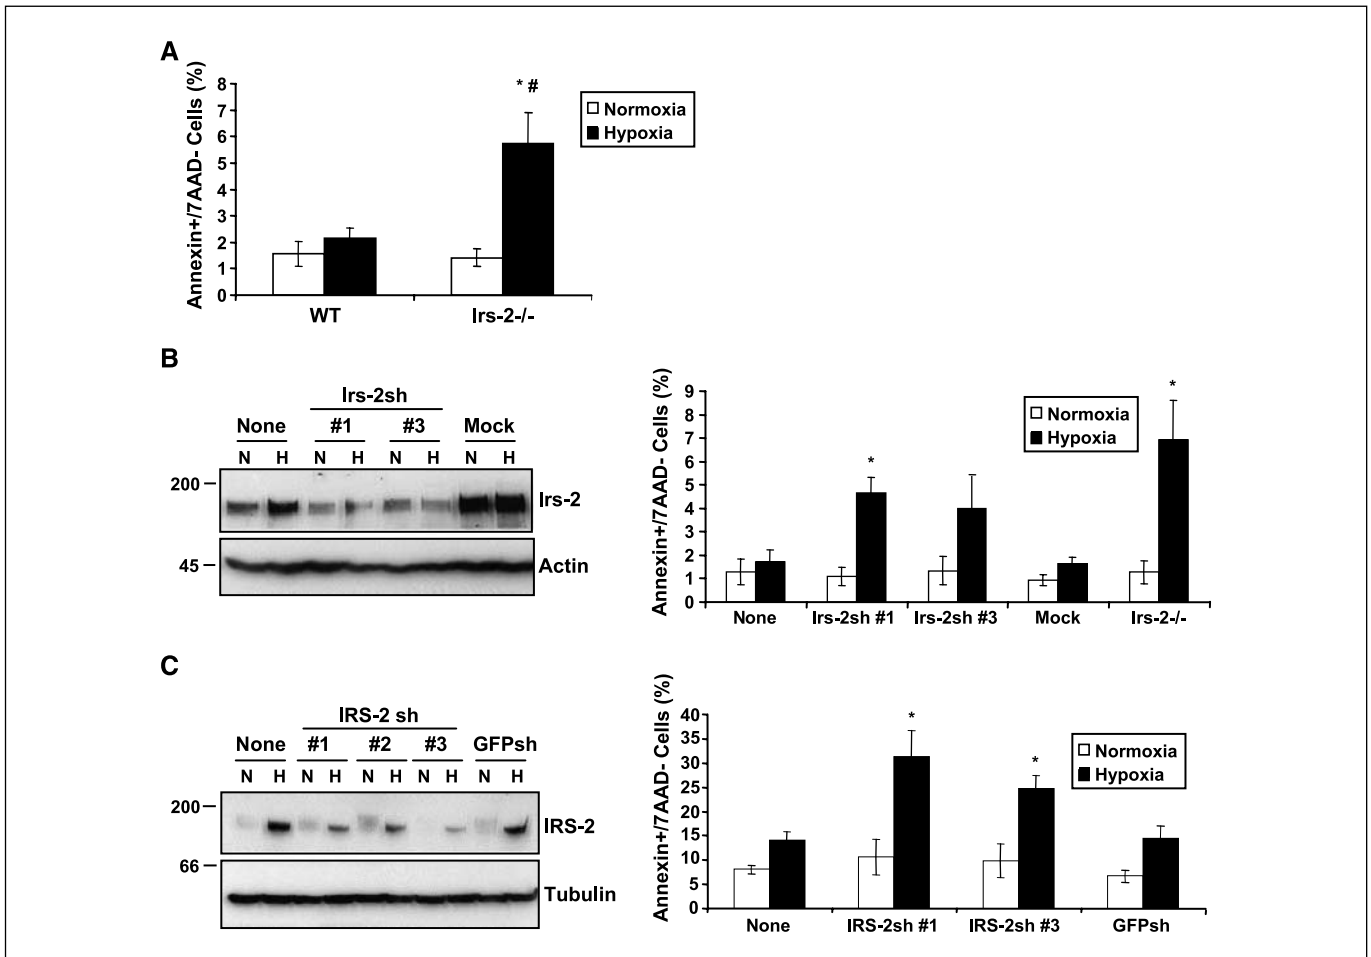 A
Annexin+/7AAD- Cells (%)
8
7
6
5
4
3
2
1
0
* #
Normoxia
Hypoxia
WT
Irs-2-/-
B
Irs-2sh
None
#1
#3
Mock
N H N H N H N H
200
Irs-2
45
Actin
Annexin+/7AAD- Cells (%)
9
8
7
6
5
4
3
2
1
0
*
*
Normoxia
Hypoxia
None
Irs-2sh #1
Irs-2sh #3
Mock
Irs-2-/-
C
IRS-2 sh
None
#1
#2
#3
GFPsh
N H N H N H N H N H
200
IRS-2
66
Tubulin
Annexin+/7AAD- Cells (%)
40
35
30
25
20
15
10
5
0
*
*
Normoxia
Hypoxia
None
IRS-2sh #1
IRS-2sh #3
GFPsh